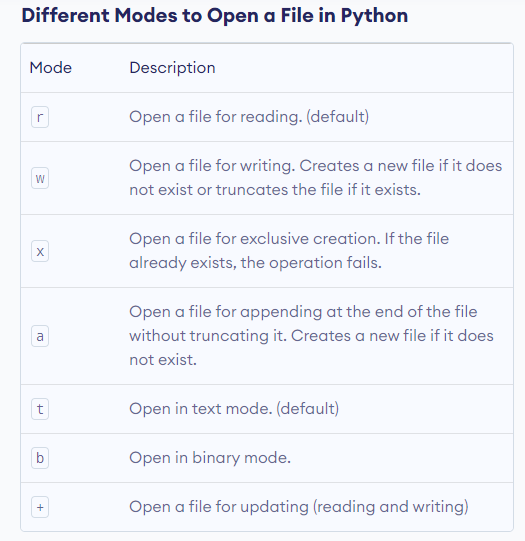 Different Modes to Open a File in Python
Mode Description
r Open a file for reading. (default)
w Open a file for writing. Creates a new file if it does
not exist or truncates the file if it exists.
x Open a file for exclusive creation. If the file
already exists, the operation fails.
Open a file for appending at the end of the file
a without truncating it. Creates a new file if it does
not exist.
t Open in text mode. (default)
b Open in binary mode.
+ Open a file for updating (reading and writing)